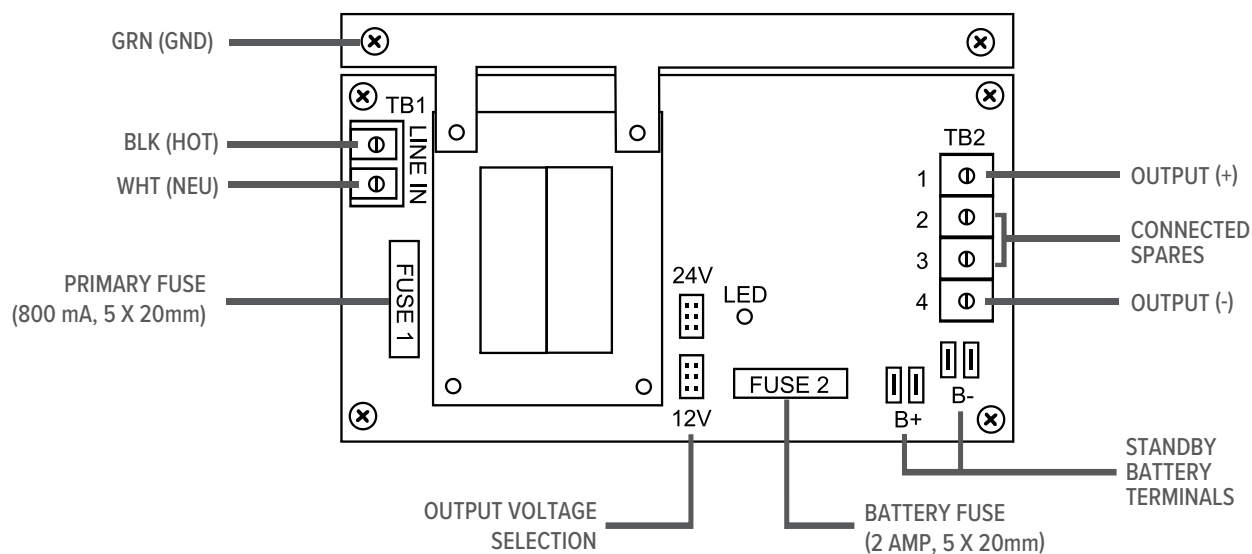 GRN (GND)
TB1
LINE IN
BLK (HOT)
WHT (NEU)
TB2
1
OUTPUT (+)
2
3
CONNECTED
SPARES
4
OUTPUT (-)
PRIMARY FUSE
(800 mA, 5 X 20mm)
FUSE 1
24V
LED
12V
FUSE 2
B+
B-
OUTPUT VOLTAGE
SELECTION
BATTERY FUSE
(2 AMP, 5 X 20mm)
STANDBY
BATTERY
TERMINALS